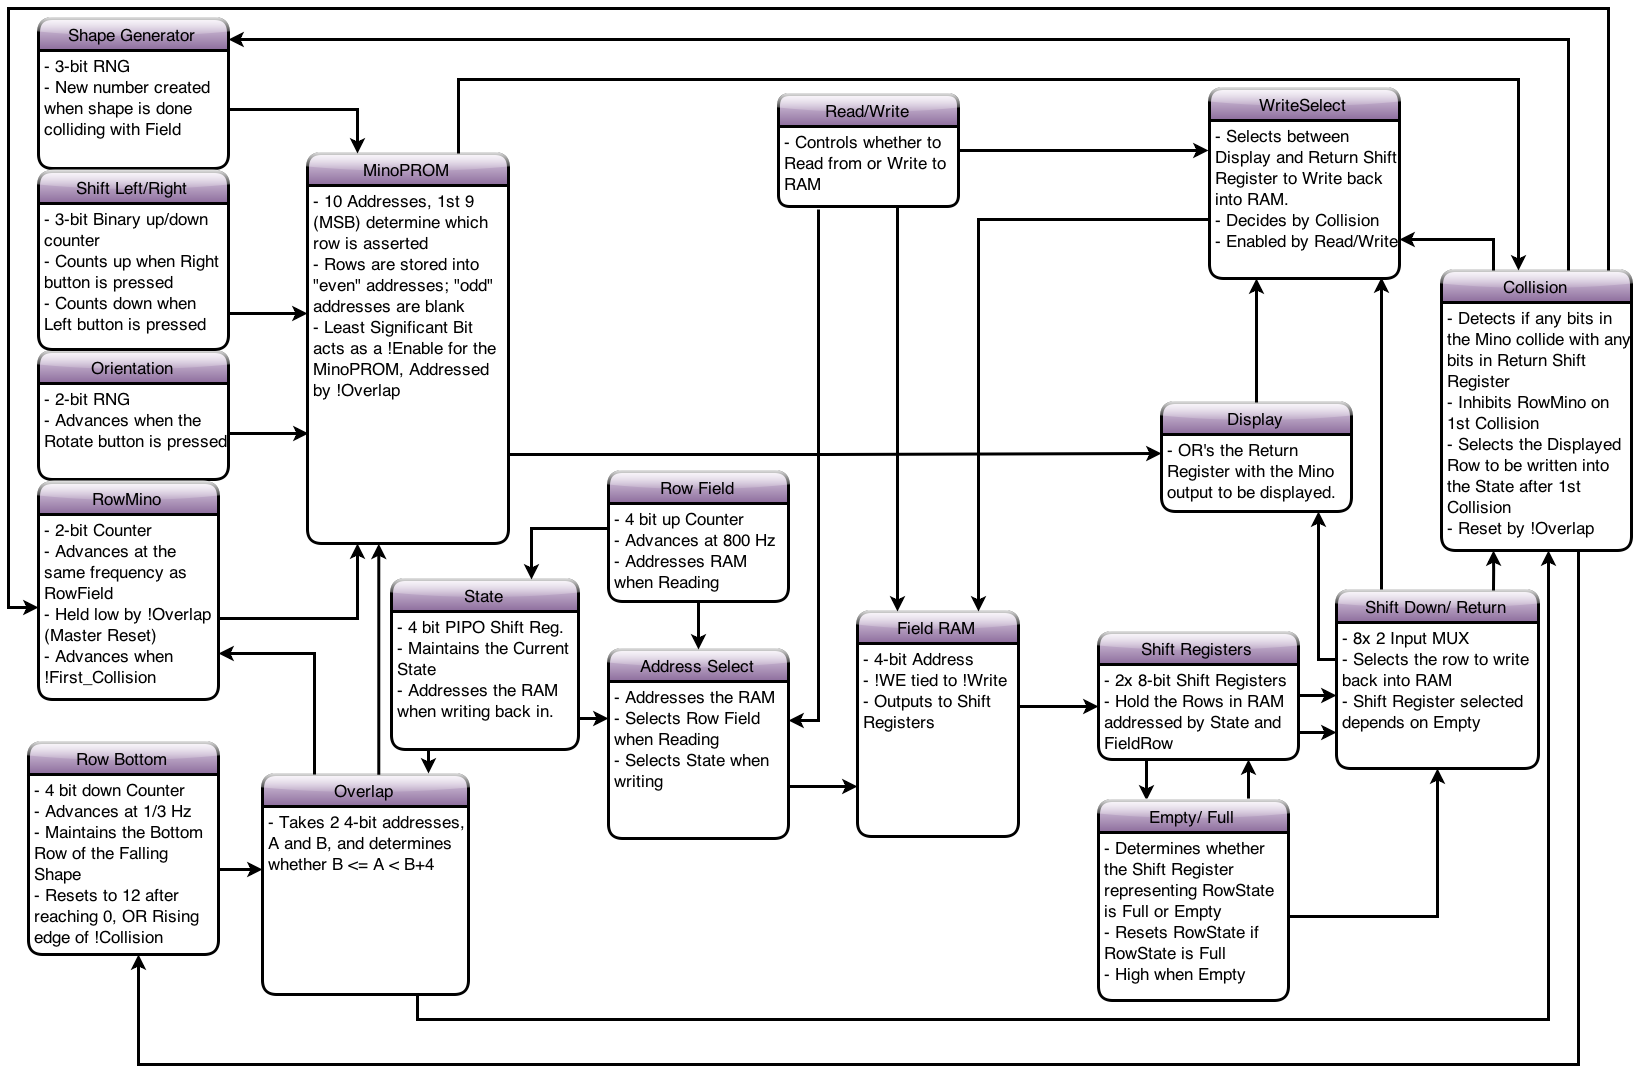 Shape Generator
- 3-bit RNG
- New number created
when shape is done
colliding with Field
Shift Left/Right
- 3-bit Binary up/down
counter
- Counts up when Right
button is pressed
- Counts down when
Left button is pressed
Orientation
- 2-bit RNG
- Advances when the
Rotate button is pressed
RowMino
- 2-bit Counter
- Advances at the
same frequency as
RowField
- Held low by !Overlap
(Master Reset)
- Advances when
!First_Collision
Row Bottom
- 4 bit down Counter
- Advances at 1/3 Hz
- Maintains the Bottom
Row of the Falling
Shape
- Resets to 12 after
reaching 0, OR Rising
edge of !Collision
MinoPROM
- 10 Addresses, 1st 9
(MSB) determine which
row is asserted
- Rows are stored into
"even" addresses; "odd"
addresses are blank
- Least Significant Bit
acts as a !Enable for the
MinoPROM, Addressed
by !Overlap
State
- 4 bit PIPO Shift Reg.
- Maintains the Current
State
- Addresses the RAM
when writing back in.
Overlap
- Takes 2 4-bit addresses,
A and B, and determines
whether B <= A < B+4
Row Field
- 4 bit up Counter
- Advances at 800 Hz
- Addresses RAM
when Reading
Address Select
- Addresses the RAM
- Selects Row Field
when Reading
- Selects State when
writing
Read/Write
- Controls whether to
Read from or Write to
RAM
Field RAM
- 4-bit Address
- !WE tied to !Write
- Outputs to Shift
Registers
WriteSelect
- Selects between
Display and Return Shift
Register to Write back
into RAM.
- Decides by Collision
- Enabled by Read/Write
Display
- OR's the Return
Register with the Mino
output to be displayed.
Shift Registers
- 2x 8-bit Shift Registers
- Hold the Rows in RAM
addressed by State and
FieldRow
Empty/ Full
- Determines whether
the Shift Register
representing RowState
is Full or Empty
- Resets RowState if
RowState is Full
- High when Empty
Collision
- Detects if any bits in
the Mino collide with any
bits in Return Shift
Register
- Inhibits RowMino on
1st Collision
- Selects the Displayed
Row to be written into
the State after 1st
Collision
- Reset by !Overlap
Shift Down/ Return
- 8x 2 Input MUX
- Selects the row to write
back into RAM
- Shift Register selected
depends on Empty